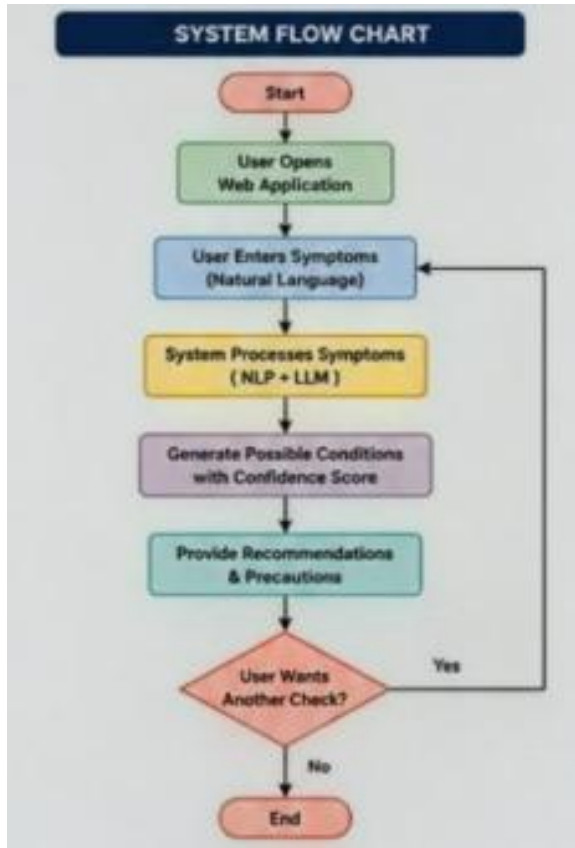 SYSTEM FLOW CHART
Start
User Opens
Web Application
User Enters Symptoms
(Natural Language)
System Processes Symptoms
( NLP + LLM )
Generate Possible Conditions
with Confidence Score
Provide Recommendations
& Precautions
User Wants
Another Check?
Yes
No
End